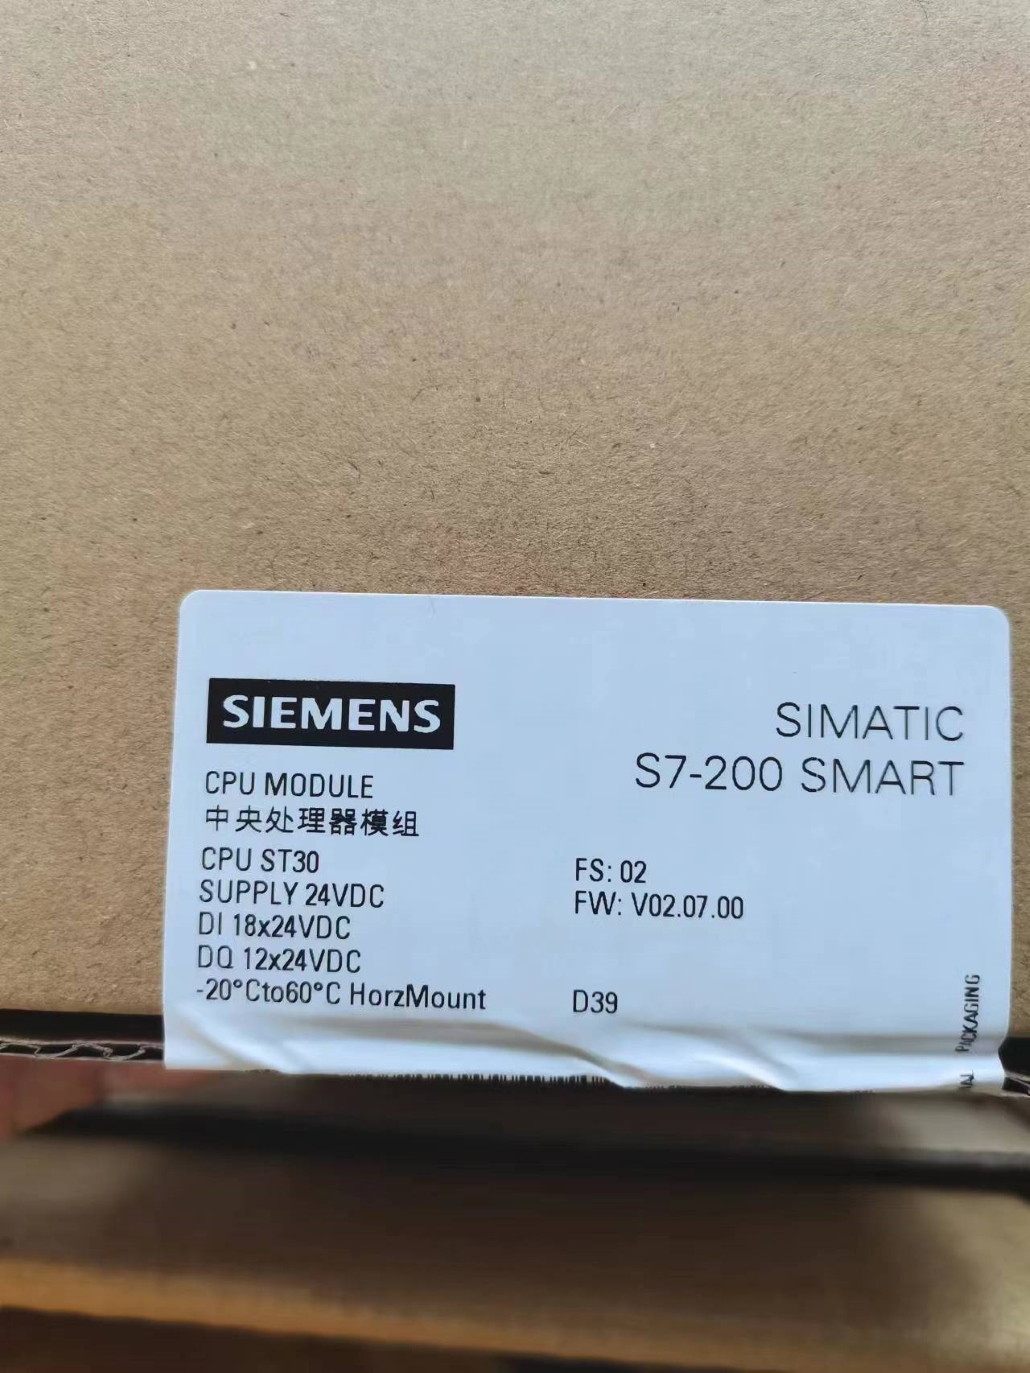 SIEMENS
SIMATIC
S7-200 SMART
CPU MODULE
中央处理器模组
CPU ST30
SUPPLY 24VDC
DI 18x24VDC
DQ 12x24VDC
-20°Cto60°C HorzMount
FS: 02
FW: V02.07.00
D39
PACKAGING